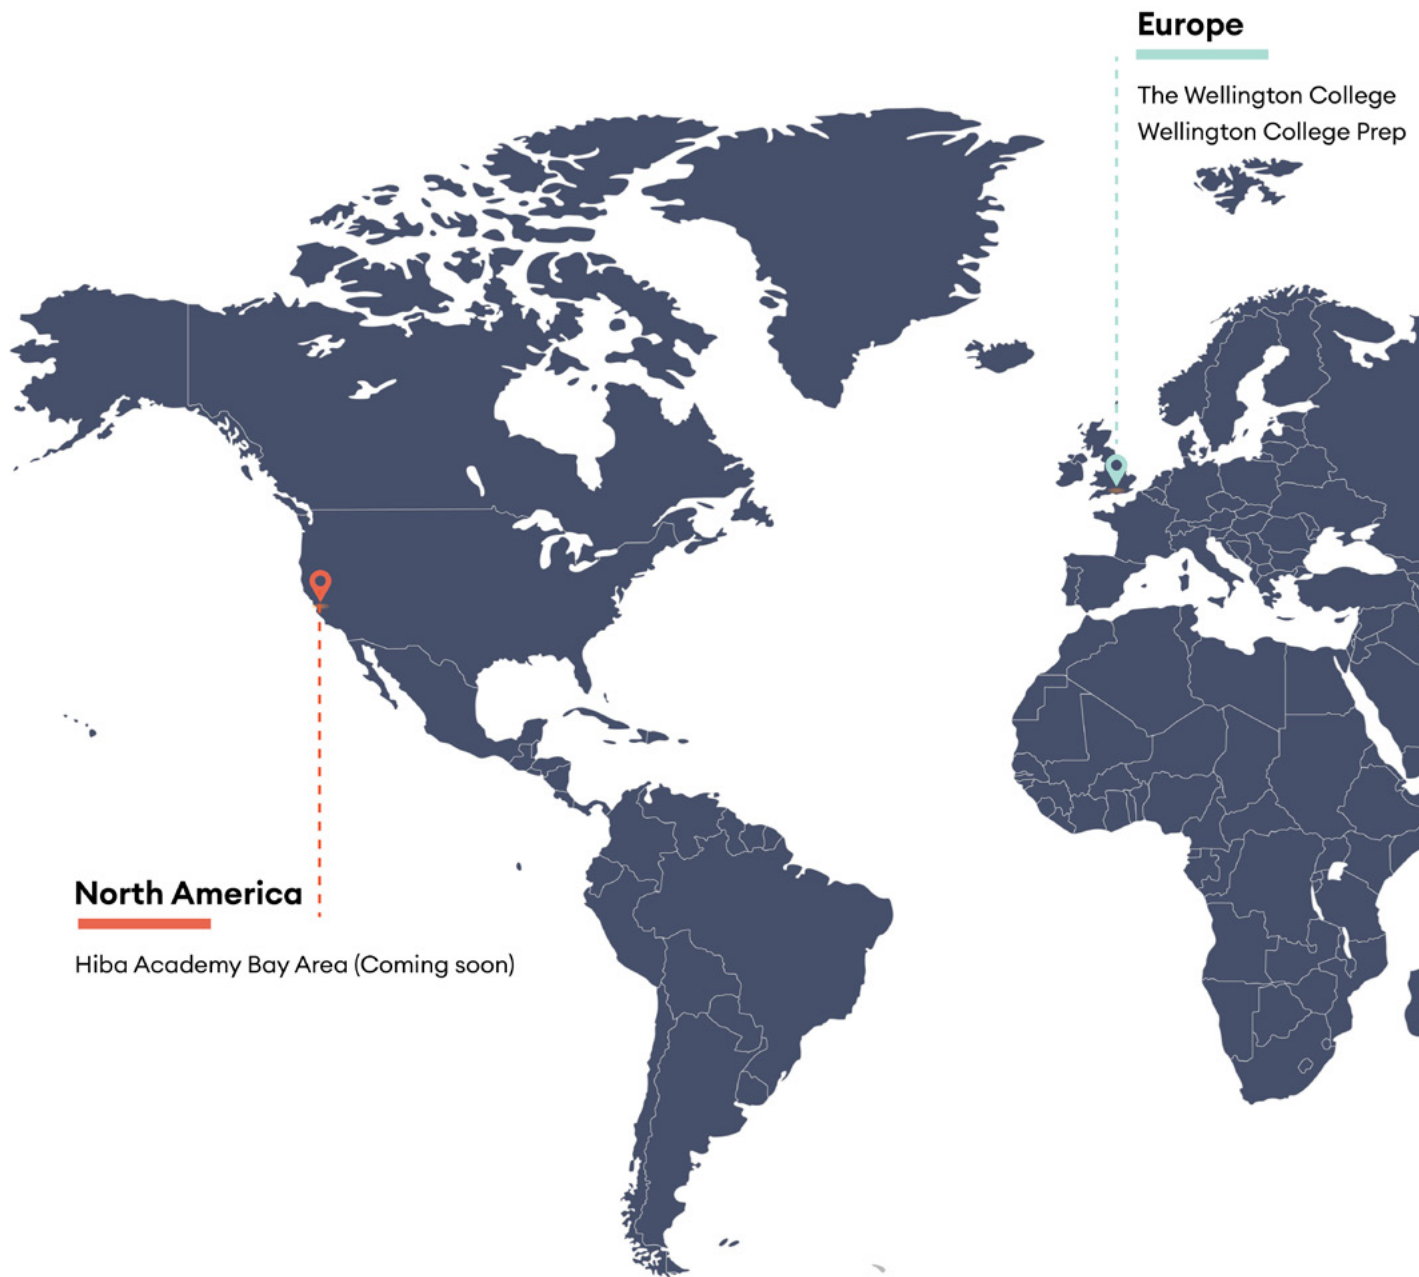 Europe
The Wellington College
Wellington College Prep
North America
Hiba Academy Bay Area (Coming soon)